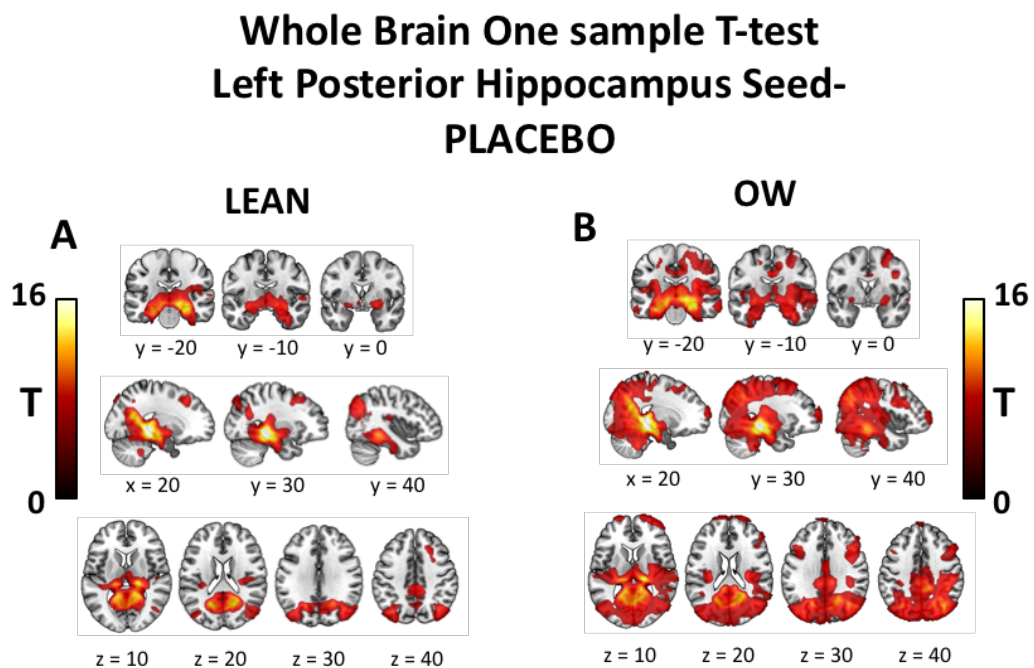 Whole Brain One sample T-test
Left Posterior Hippocampus Seed-
PLACEBO
LEAN
A
16
T
0
y = -20 y = -10 y = 0
x = 20 y = 30 y = 40
z = 10 z = 20 z = 30 z = 40
OW
B
16
T
0
y = -20 y = -10 y = 0
x = 20 y = 30 y = 40
z = 10 z = 20 z = 30 z = 40